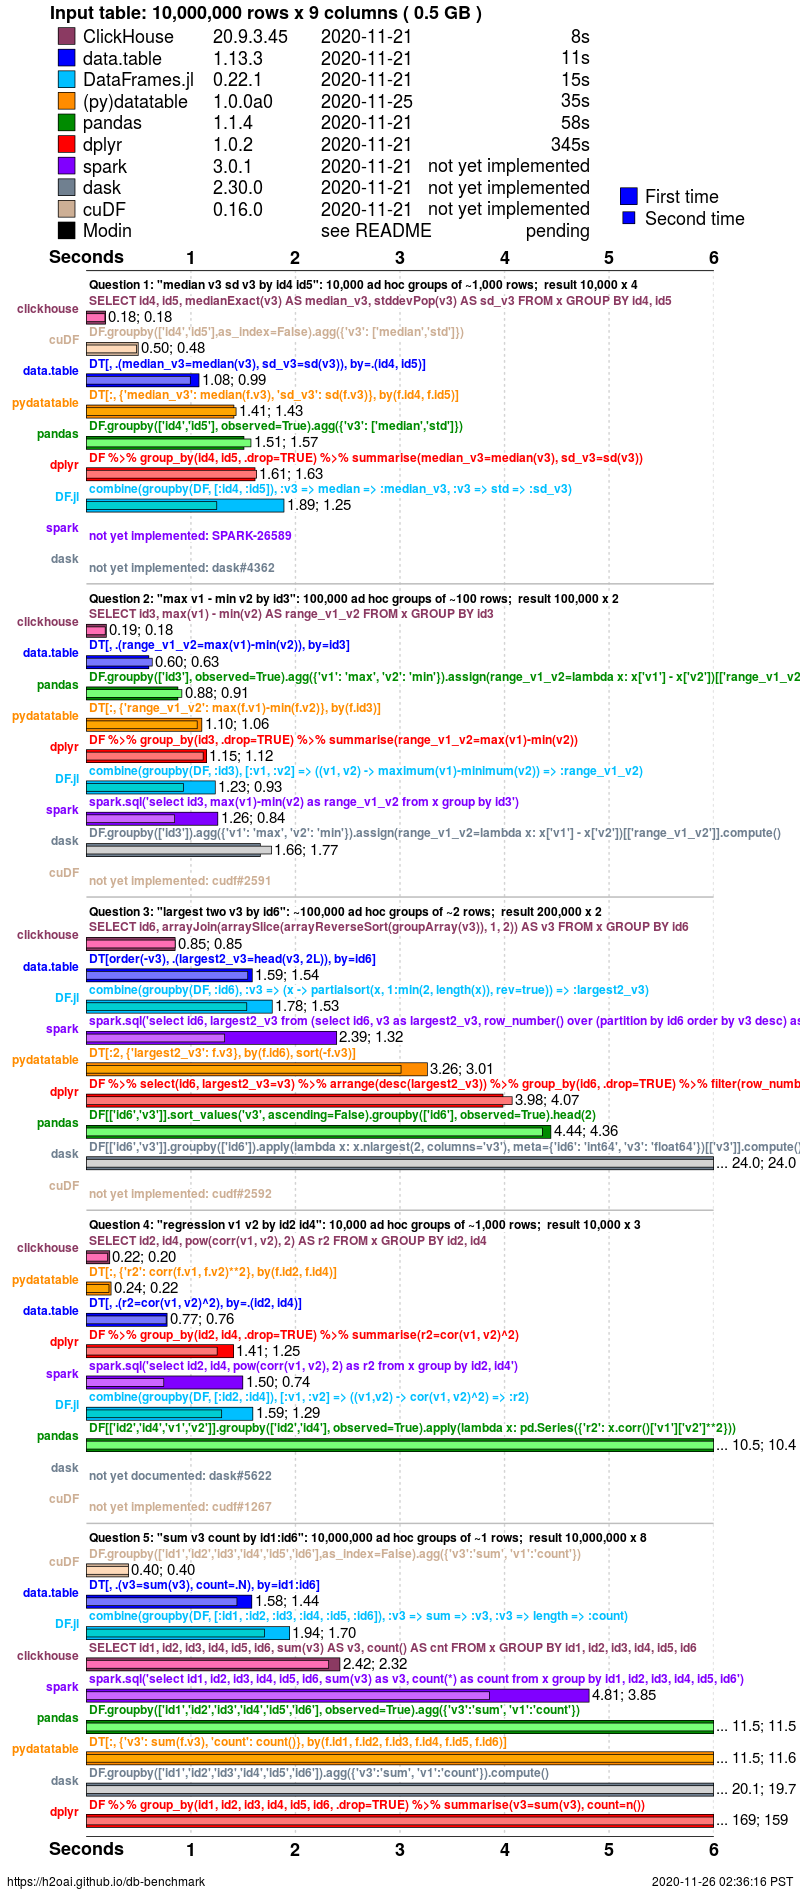 Input table: 10,000,000 rows x 9 columns ( 0.5 GB )
ClickHouse 20.9.3.45 2020-11-21 8s
data.table 1.13.3 2020-11-21 11s
DataFrames.jl 0.22.1 2020-11-21 15s
(py)datatable 1.0.0a0 2020-11-25 35s
pandas 1.1.4 2020-11-21 58s
dplyr 1.0.2 2020-11-21 345s
spark 3.0.1 2020-11-21 not yet implemented
dask 2.30.0 2020-11-21 not yet implemented
cuDF 0.16.0 2020-11-21 not yet implemented
Modin see README pending
First time
Second time
Seconds 1 2 3 4 5 6
Question 1: "median v3 sd v3 by id4 id5": 10,000 ad hoc groups of ~1,000 rows; result 10,000 x 4
SELECT id4, id5, medianExact(v3) AS median_v3, stddevPop(v3) AS sd_v3 FROM x GROUP BY id4, id5
clickhouse 0.18; 0.18
DF.groupby(['id4','id5'],as_index=False).agg({'v3': ['median','std']})
cuDF 0.50; 0.48
DT[, .(median_v3=median(v3), sd_v3=sd(v3)), by=.(id4, id5)]
data.table 1.08; 0.99
DT[:, {'median_v3': median(f.v3), 'sd_v3': sd(f.v3)}, by(f.id4, f.id5)]
pydatatable 1.41; 1.43
DF.groupby(['id4','id5'], observed=True).agg({'v3': ['median','std']})
pandas 1.51; 1.57
DF %>% group_by(id4, id5, .drop=TRUE) %>% summarise(median_v3=median(v3), sd_v3=sd(v3))
dplyr 1.61; 1.63
combine(groupby(DF, [:id4, :id5]), :v3 => median => :median_v3, :v3 => std => :sd_v3)
DF.jl 1.89; 1.25
spark not yet implemented: SPARK-26589
dask not yet implemented: dask#4362
Question 2: "max v1 - min v2 by id3": 100,000 ad hoc groups of ~100 rows; result 100,000 x 2
SELECT id3, max(v1) - min(v2) AS range_v1_v2 FROM x GROUP BY id3
clickhouse 0.19; 0.18
DT[, .(range_v1_v2=max(v1)-min(v2)), by=id3]
data.table 0.60; 0.63
DF.groupby(['id3'], observed=True).agg({'v1': 'max', 'v2': 'min'}).assign(range_v1_v2=lambda x: x['v1'] - x['v2'])[['range_v1_v2
pandas 0.88; 0.91
DT[:, {'range_v1_v2': max(f.v1)-min(f.v2)}, by(f.id3)]
pydatatable 1.10; 1.06
DF %>% group_by(id3, .drop=TRUE) %>% summarise(range_v1_v2=max(v1)-min(v2))
dplyr 1.15; 1.12
combine(groupby(DF, :id3), [:v1, :v2] => ((v1, v2) -> maximum(v1)-minimum(v2)) => :range_v1_v2)
DF.jl 1.23; 0.93
spark.sql('select id3, max(v1)-min(v2) as range_v1_v2 from x group by id3')
spark 1.26; 0.84
DF.groupby(['id3']).agg({'v1': 'max', 'v2': 'min'}).assign(range_v1_v2=lambda x: x['v1'] - x['v2'])[['range_v1_v2']].compute()
dask 1.66; 1.77
cuDF not yet implemented: cudf#2591
Question 3: "largest two v3 by id6": ~100,000 ad hoc groups of ~2 rows; result 200,000 x 2
SELECT id6, arrayJoin(arraySlice(arrayReverseSort(groupArray(v3)), 1, 2)) AS v3 FROM x GROUP BY id6
clickhouse 0.85; 0.85
DT[order(-v3), .(largest2_v3=head(v3, 2L)), by=id6]
data.table 1.59; 1.54
combine(groupby(DF, :id6), :v3 => (x -> partialsort(x, 1:min(2, length(x)), rev=true)) => :largest2_v3)
DF.jl 1.78; 1.53
spark.sql('select id6, largest2_v3 from (select id6, v3 as largest2_v3, row_number() over (partition by id6 order by v3 desc) as
spark 2.39; 1.32
DT[:2, {'largest2_v3': f.v3}, by(f.id6), sort(-f.v3)]
pydatatable 3.26; 3.01
DF %>% select(id6, largest2_v3=v3) %>% arrange(desc(largest2_v3)) %>% group_by(id6, .drop=TRUE) %>% filter(row_numb
dplyr 3.98; 4.07
DF[['id6','v3']].sort_values('v3', ascending=False).groupby(['id6'], observed=True).head(2)
pandas 4.44; 4.36
DF[['id6','v3']].groupby(['id6']).apply(lambda x: x.nlargest(2, columns='v3'), meta={'id6': 'int64', 'v3': 'float64'})[['v3']].compute()
dask ... 24.0; 24.0
cuDF not yet implemented: cudf#2592
Question 4: "regression v1 v2 by id2 id4": 10,000 ad hoc groups of ~1,000 rows; result 10,000 x 3
SELECT id2, id4, pow(corr(v1, v2), 2) AS r2 FROM x GROUP BY id2, id4
clickhouse 0.22; 0.20
DT[:, {'r2': corr(f.v1, f.v2)**2}, by(f.id2, f.id4)]
pydatatable 0.24; 0.22
DT[, .(r2=cor(v1, v2)^2), by=.(id2, id4)]
data.table 0.77; 0.76
DF %>% group_by(id2, id4, .drop=TRUE) %>% summarise(r2=cor(v1, v2)^2)
dplyr 1.41; 1.25
spark.sql('select id2, id4, pow(corr(v1, v2), 2) as r2 from x group by id2, id4')
spark 1.50; 0.74
combine(groupby(DF, [:id2, :id4]), [:v1, :v2] => ((v1,v2) -> cor(v1, v2)^2) => :r2)
DF.jl 1.59; 1.29
DF[['id2','id4','v1','v2']].groupby(['id2','id4'], observed=True).apply(lambda x: pd.Series({'r2': x.corr()['v1']['v2']**2}))
pandas ... 10.5; 10.4
dask not yet documented: dask#5622
cuDF not yet implemented: cudf#1267
Question 5: "sum v3 count by id1:id6": 10,000,000 ad hoc groups of ~1 rows; result 10,000,000 x 8
DF.groupby(['id1','id2','id3','id4','id5','id6'],as_index=False).agg({'v3':'sum', 'v1':'count'})
cuDF 0.40; 0.40
DT[, .(v3=sum(v3), count=.N), by=id1:id6]
data.table 1.58; 1.44
combine(groupby(DF, [:id1, :id2, :id3, :id4, :id5, :id6]), :v3 => sum => :v3, :v3 => length => :count)
DF.jl 1.94; 1.70
SELECT id1, id2, id3, id4, id5, id6, sum(v3) AS v3, count() AS cnt FROM x GROUP BY id1, id2, id3, id4, id5, id6
clickhouse 2.42; 2.32
spark.sql('select id1, id2, id3, id4, id5, id6, sum(v3) as v3, count(*) as count from x group by id1, id2, id3, id4, id5, id6')
spark 4.81; 3.85
DF.groupby(['id1','id2','id3','id4','id5','id6'], observed=True).agg({'v3':'sum', 'v1':'count'})
pandas ... 11.5; 11.5
DT[:, {'v3': sum(f.v3), 'count': count()}, by(f.id1, f.id2, f.id3, f.id4, f.id5, f.id6)]
pydatatable ... 11.5; 11.6
DF.groupby(['id1','id2','id3','id4','id5','id6']).agg({'v3':'sum', 'v1':'count'}).compute()
dask ... 20.1; 19.7
DF %>% group_by(id1, id2, id3, id4, id5, id6, .drop=TRUE) %>% summarise(v3=sum(v3), count=n())
dplyr ... 169; 159
Seconds 1 2 3 4 5 6
https://h2oai.github.io/db-benchmark 2020-11-26 02:36:16 PST